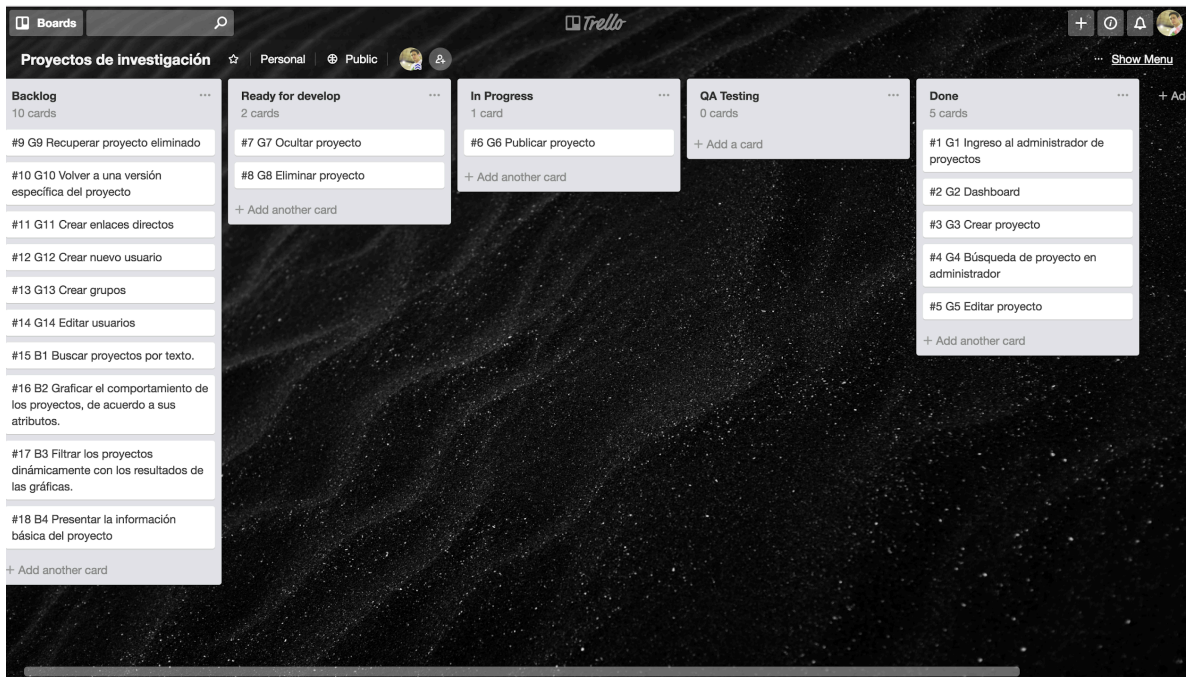 Boards
Trello
Proyectos de investigación
Personal
Public
Show Menu
Backlog
10 cards
#9 G9 Recuperar proyecto eliminado
#10 G10 Volver a una versión
específica del proyecto
#11 G11 Crear enlaces directos
#12 G12 Crear nuevo usuario
#13 G13 Crear grupos
#14 G14 Editar usuarios
#15 B1 Buscar proyectos por texto.
#16 B2 Graficar el comportamiento de
los proyectos, de acuerdo a sus
atributos.
#17 B3 Filtrar los proyectos
dinámicamente con los resultados de
las gráficas.
#18 B4 Presentar la información
básica del proyecto
+ Add another card
Ready for develop
2 cards
#7 G7 Ocultar proyecto
#8 G8 Eliminar proyecto
+ Add another card
In Progress
1 card
#6 G6 Publicar proyecto
+ Add another card
QA Testing
0 cards
+ Add a card
Done
5 cards
#1 G1 Ingreso al administrador de
proyectos
#2 G2 Dashboard
#3 G3 Crear proyecto
#4 G4 Búsqueda de proyecto en
administrador
#5 G5 Editar proyecto
+ Add another card
+ Ad